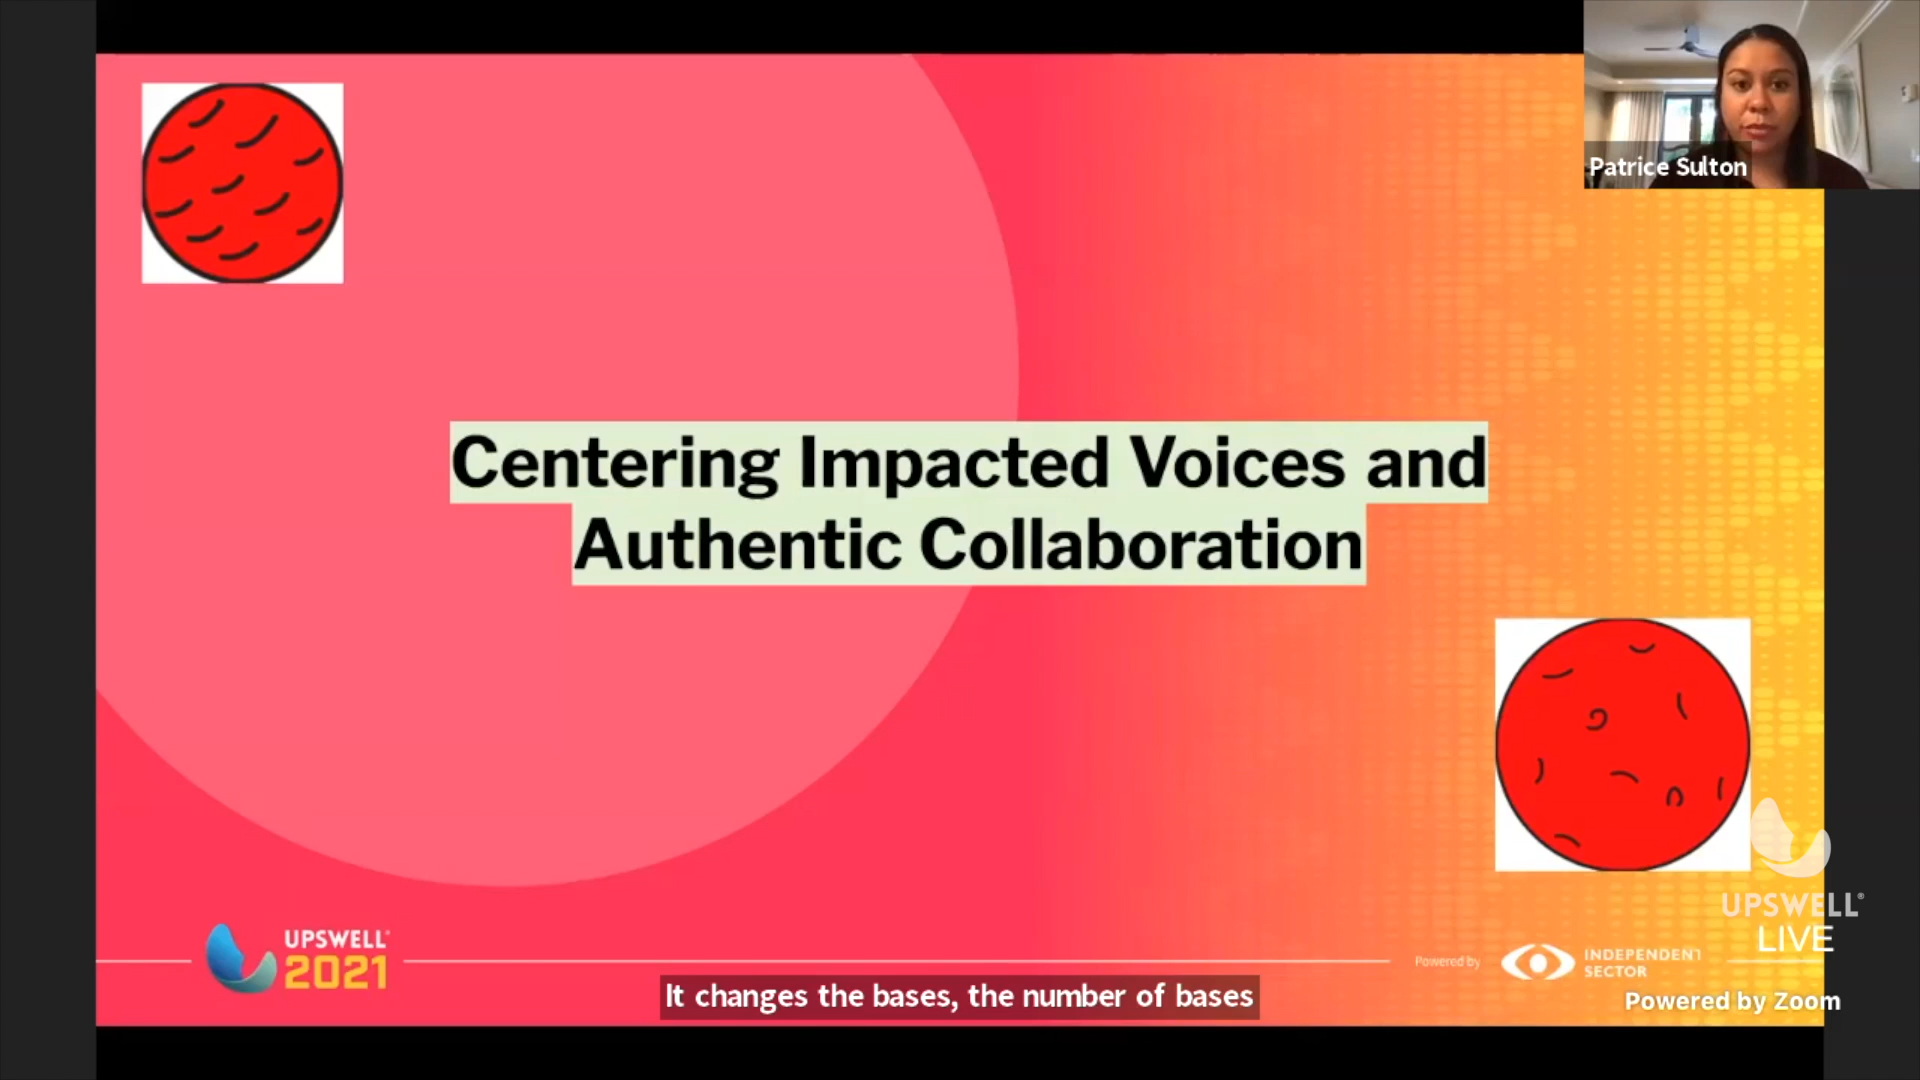 Patrice Sulton
Centering Impacted Voices and
Authentic Collaboration
UPSWELL®
LIVE
UPSWELL
2021
Powered by
INDEPENDENT
SECTOR
It changes the bases, the number of bases
Powered by Zoom